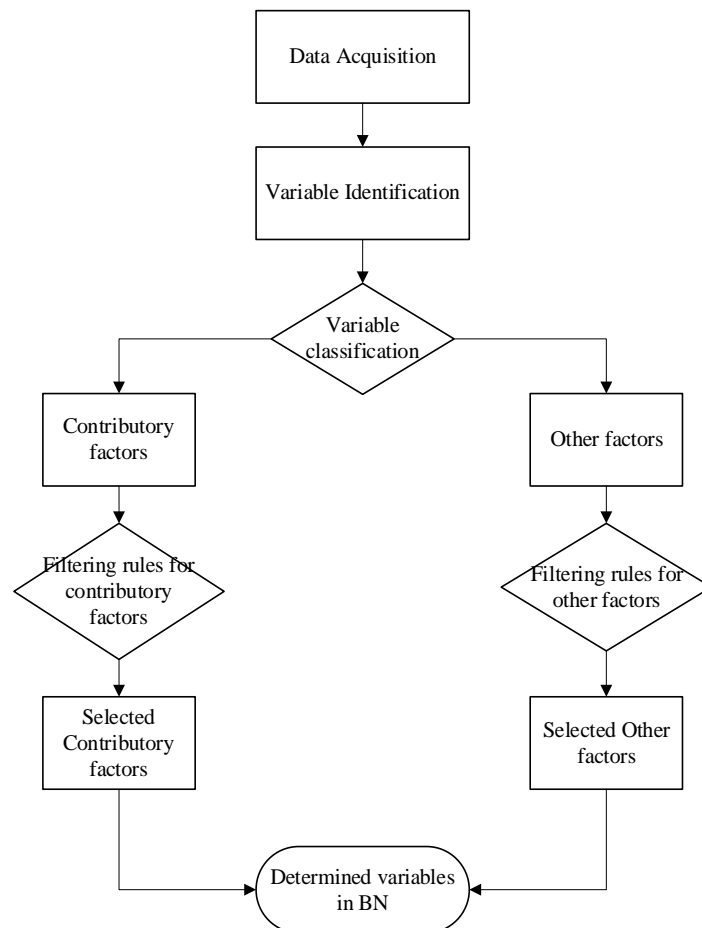 Data Acquisition
Variable Identification
Variable
classification
Contributory
factors
Other factors
Filtering rules for
contributory
factors
Filtering rules for
other factors
Selected
Contributory
factors
Selected Other
factors
Determined variables
in BN